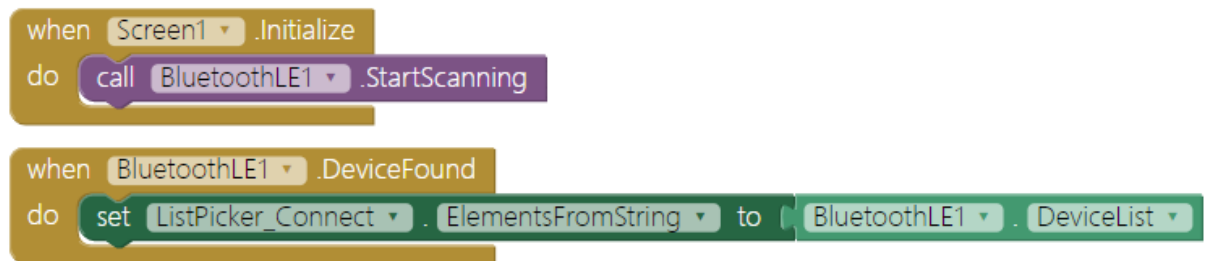 when Screen1 .Initialize
do call BluetoothLE1 .StartScanning
when BluetoothLE1 .DeviceFound
do set ListPicker_Connect . ElementsFromString to BluetoothLE1 . DeviceList